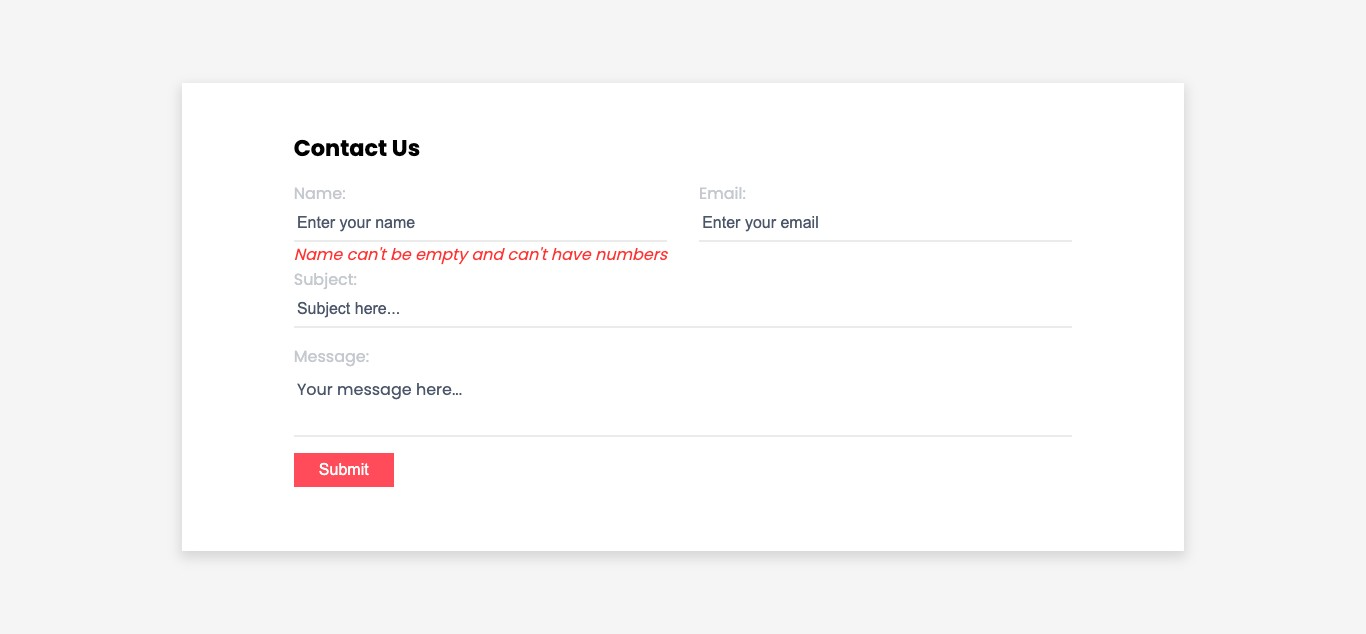 Contact Us
Name:
Email:
Enter your name
Enter your email
Name can't be empty and can't have numbers
Subject:
Subject here...
Message:
Your message here...
Submit